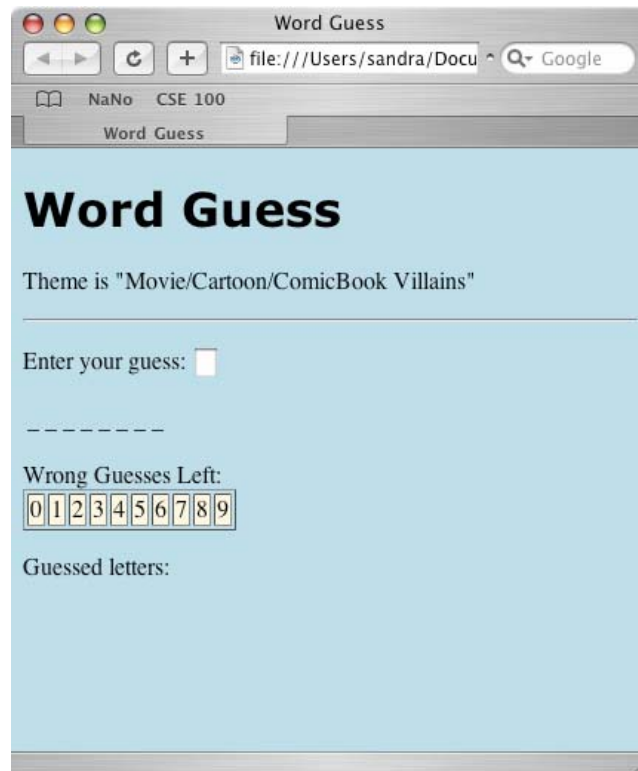 Word Guess
+ file:///Users/sandra/Docu Google
NaNo CSE 100
Word Guess
Word Guess
Theme is "Movie/Cartoon/ComicBook Villains"
Enter your guess:
_ _ _ _ _ _ _ _
Wrong Guesses Left:
0 1 2 3 4 5 6 7 8 9
Guessed letters: